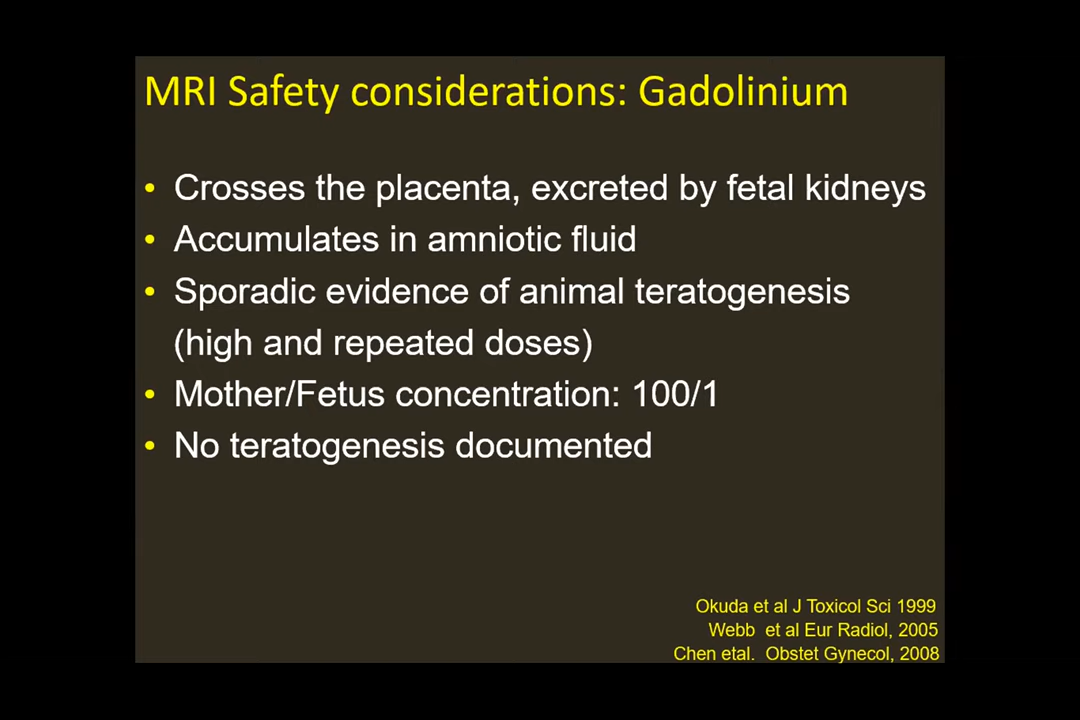 MRI Safety considerations: Gadolinium
• Crosses the placenta, excreted by fetal kidneys
• Accumulates in amniotic fluid
• Sporadic evidence of animal teratogenesis
(high and repeated doses)
• Mother/Fetus concentration: 100/1
• No teratogenesis documented
Okuda et al J Toxicol Sci 1999
Webb et al Eur Radiol, 2005
Chen etal. Obstet Gynecol, 2008